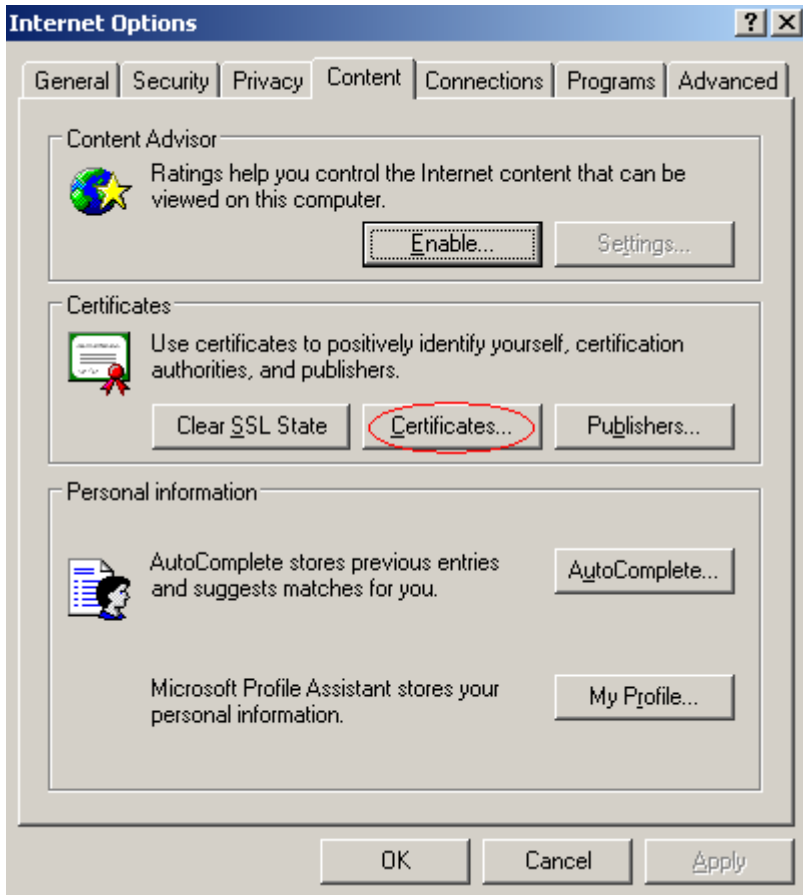 Internet Options
General Security Privacy Content Connections Programs Advanced
Content Advisor
Ratings help you control the Internet content that can be
viewed on this computer.
Enable... Settings...
Certificates
Use certificates to positively identify yourself, certification
authorities, and publishers.
Clear SSL State Certificates... Publishers...
Personal information
AutoComplete stores previous entries
and suggests matches for you.
AutoComplete...
Microsoft Profile Assistant stores your
personal information.
My Profile...
OK Cancel Apply